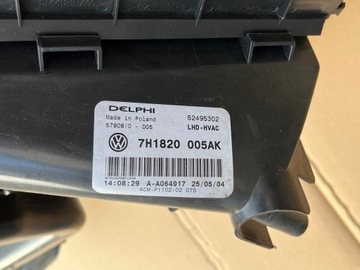 DELPHI
Made in Poland 52495302
57908/0 - D05 LHD-HVAC
7H1820 005AK
14:08:29 A-A064917 25/05/04